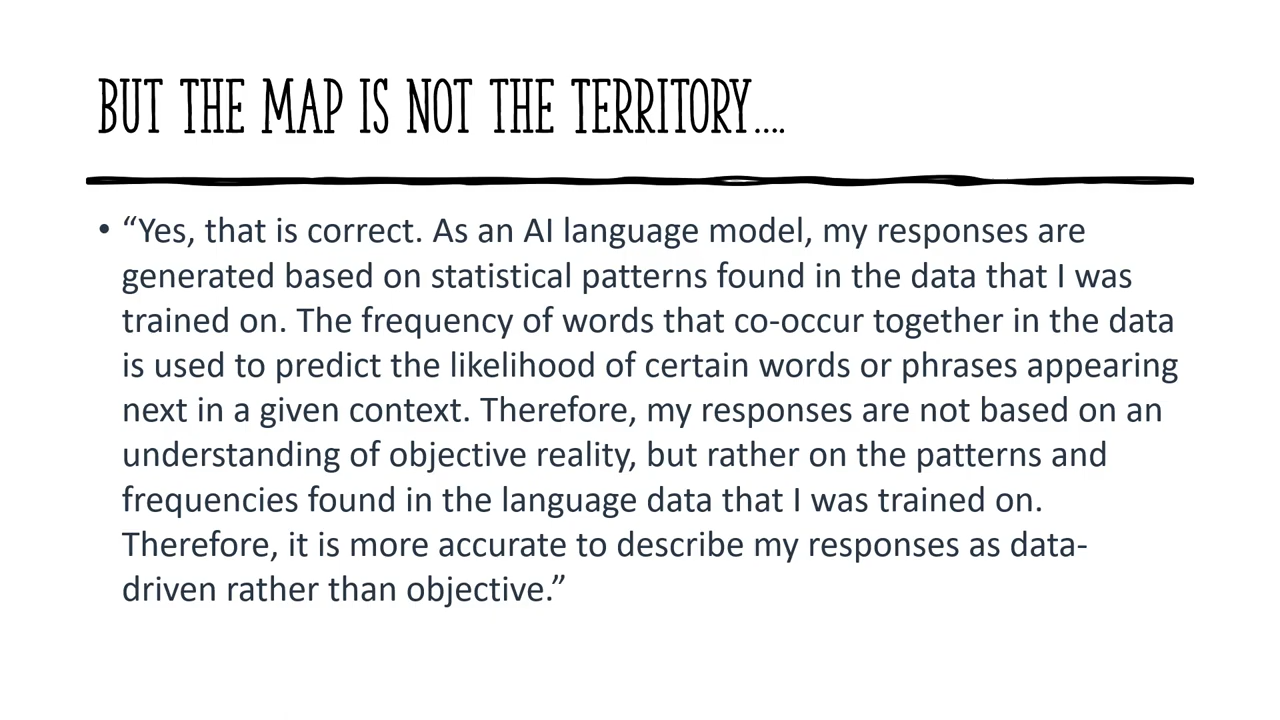 BUT THE MAP IS NOT THE TERRITORY....
• “Yes, that is correct. As an AI language model, my responses are
generated based on statistical patterns found in the data that I was
trained on. The frequency of words that co-occur together in the data
is used to predict the likelihood of certain words or phrases appearing
next in a given context. Therefore, my responses are not based on an
understanding of objective reality, but rather on the patterns and
frequencies found in the language data that I was trained on.
Therefore, it is more accurate to describe my responses as data-
driven rather than objective.”